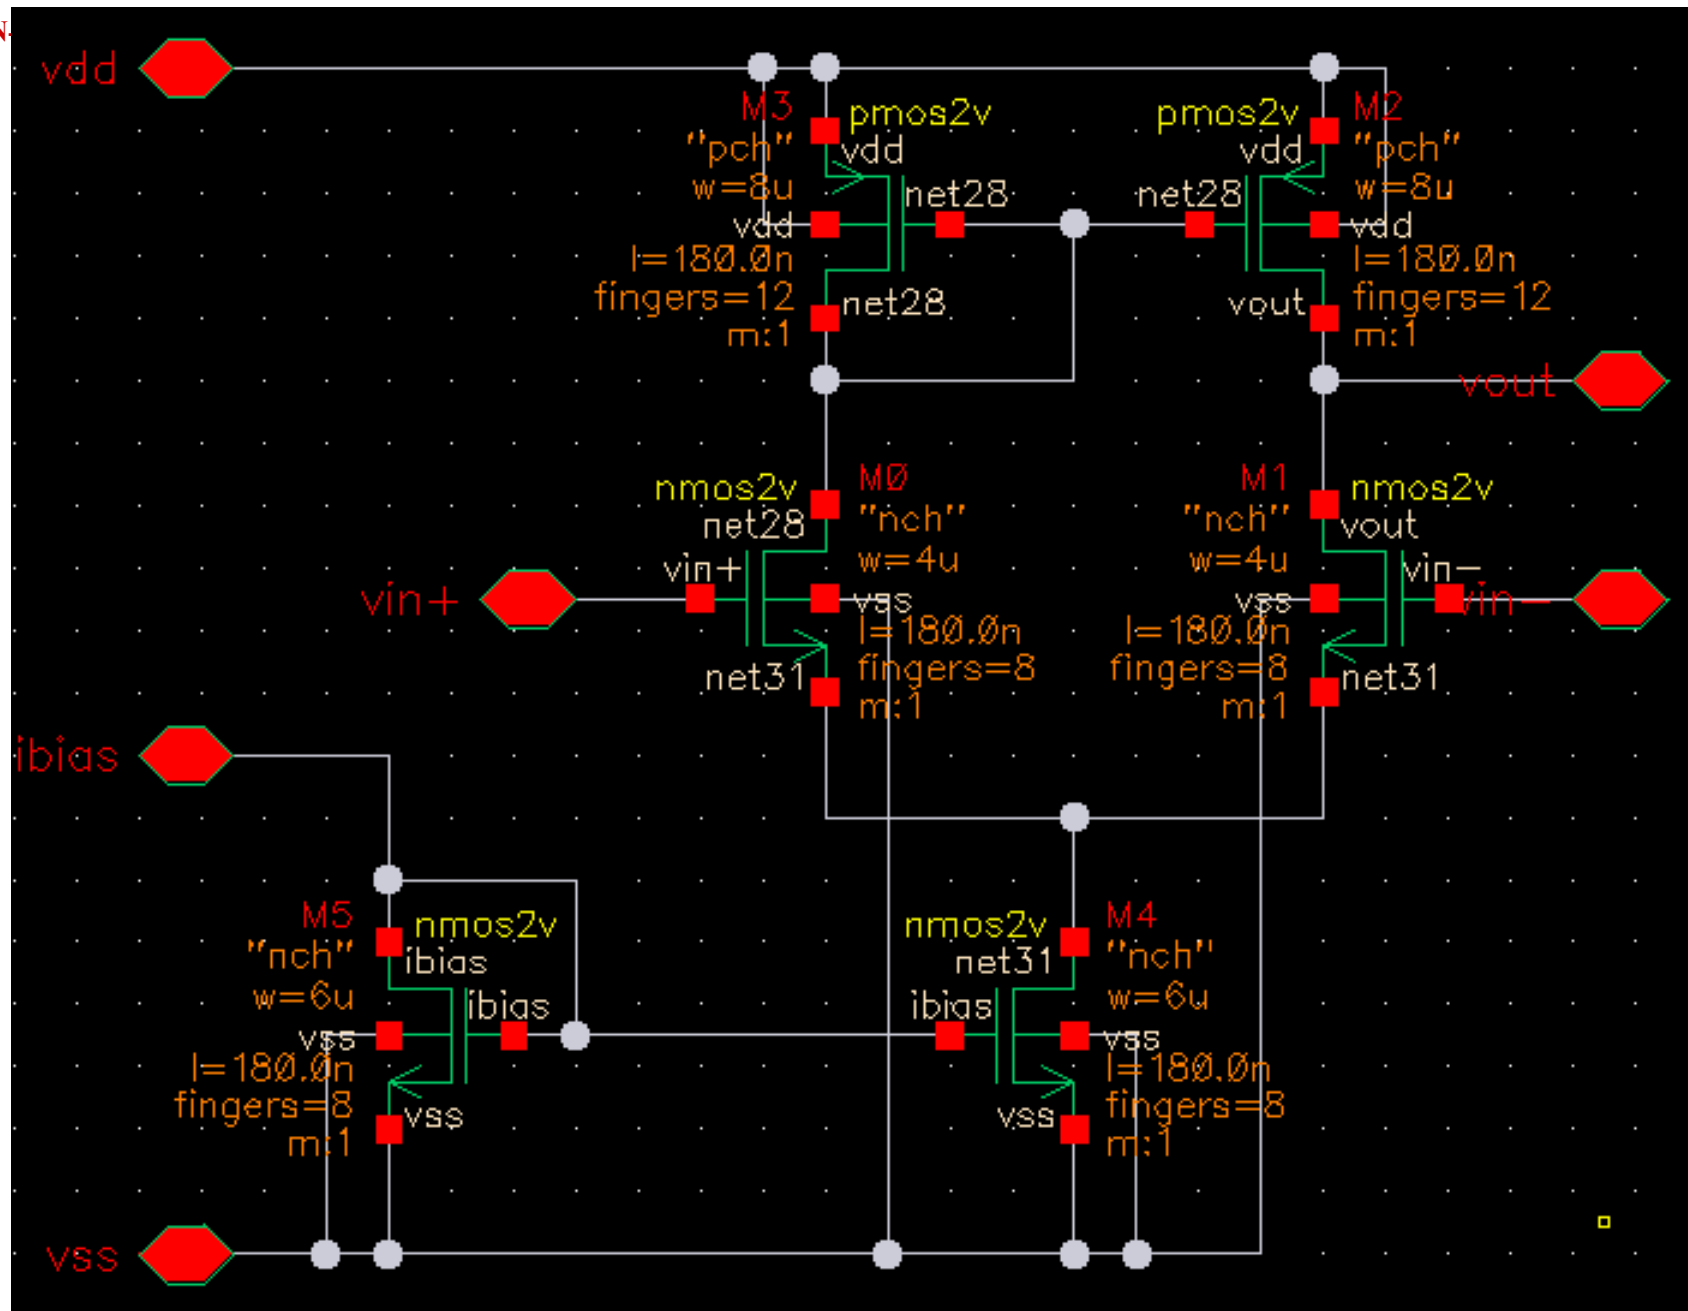 N-
vdd
M3
pmos2v
"pch"
vdd
w=8u
net28
vdd
l=180.0n
fingers=12
net28
m:1
pmos2v
M2
vdd
"pch"
net28
w=8u
vdd
l=180.0n
vout
fingers=12
m:1
vout
nmos2v
M0
net28
"nch"
vin+
w=4u
vin+
vss
l=180.0n
fingers=8
net31
m:1
M1
nmos2v
"nch"
vout
w=4u
vin-
vss
vin-
l=180.0n
fingers=8
net31
m:1
ibias
M5
nmos2v
"nch"
ibias
w=6u
ibias
vss
l=180.0n
fingers=8
vss
m:1
nmos2v
M4
net31
"nch"
ibias
w=6u
vss
l=180.0n
fingers=8
vss
m:1
vss